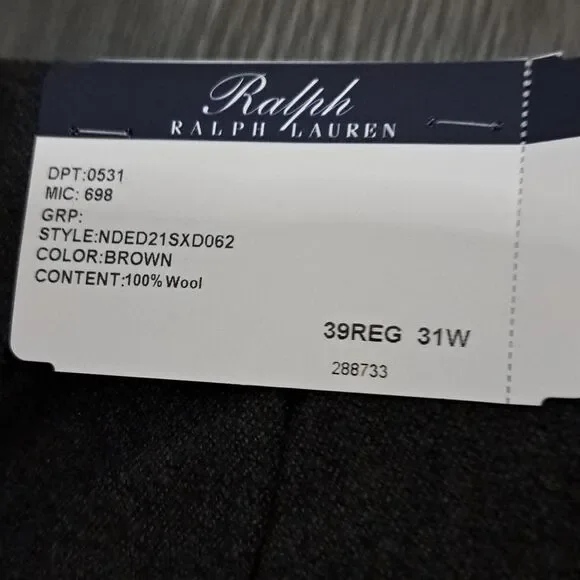 Ralph
RALPH LAUREN
DPT:0531
MIC: 698
GRP:
STYLE:NDED21SXD062
COLOR:BROWN
CONTENT:100% Wool
39REG 31W
288733